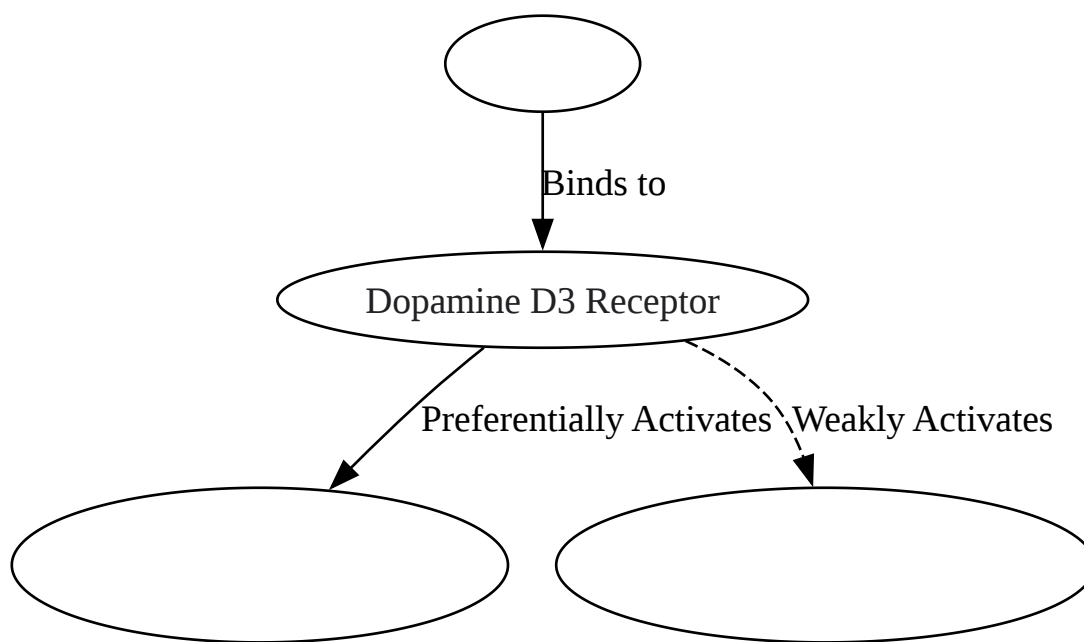 Binds to
Dopamine D3 Receptor
Preferentially Activates
Weakly Activates